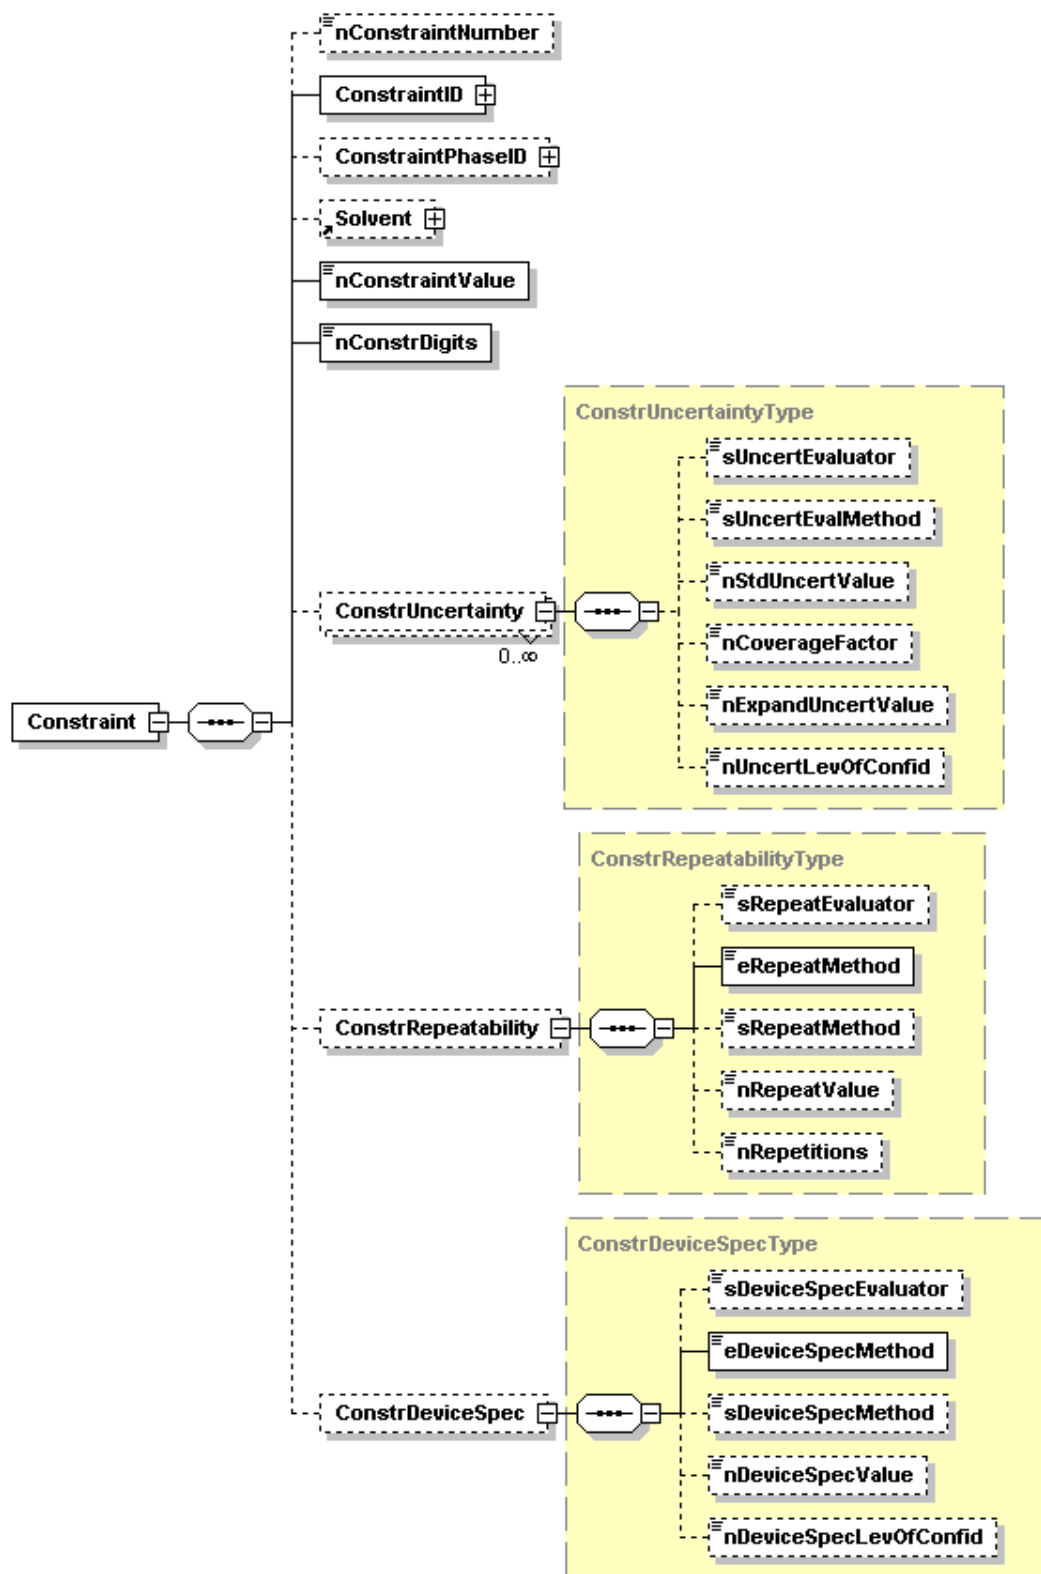 nConstraintNumber
ConstraintID
ConstraintPhaseID
Solvent
nConstraintValue
nConstrDigits
ConstrUncertaintyType
sUncertEvaluator
sUncertEvalMethod
nStdUncertValue
ConstrUncertainty
0..∞
nCoverageFactor
nExpandUncertValue
nUncertLevOfConfid
Constraint
ConstrRepeatabilityType
sRepeatEvaluator
eRepeatMethod
ConstrRepeatability
sRepeatMethod
nRepeatValue
nRepetitions
ConstrDeviceSpecType
sDeviceSpecEvaluator
eDeviceSpecMethod
ConstrDeviceSpec
sDeviceSpecMethod
nDeviceSpecValue
nDeviceSpecLevOfConfid